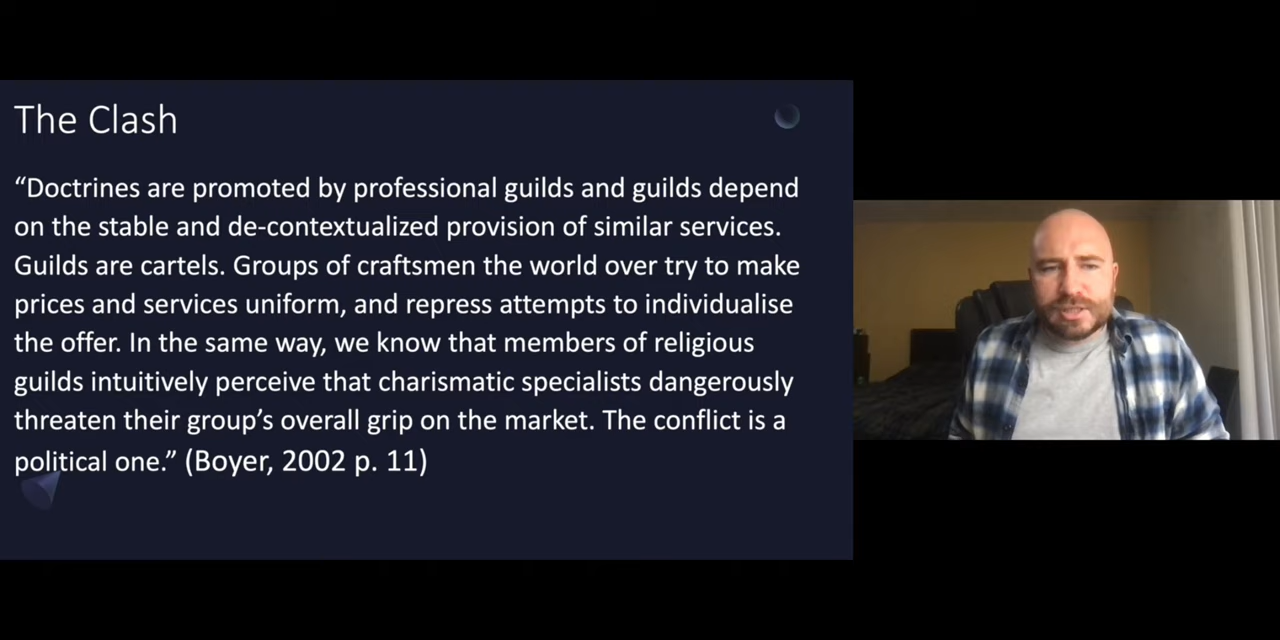 The Clash
“Doctrines are promoted by professional guilds and guilds depend
on the stable and de-contextualized provision of similar services.
Guilds are cartels. Groups of craftsmen the world over try to make
prices and services uniform, and repress attempts to individualise
the offer. In the same way, we know that members of religious
guilds intuitively perceive that charismatic specialists dangerously
threaten their group’s overall grip on the market. The conflict is a
political one.” (Boyer, 2002 p. 11)